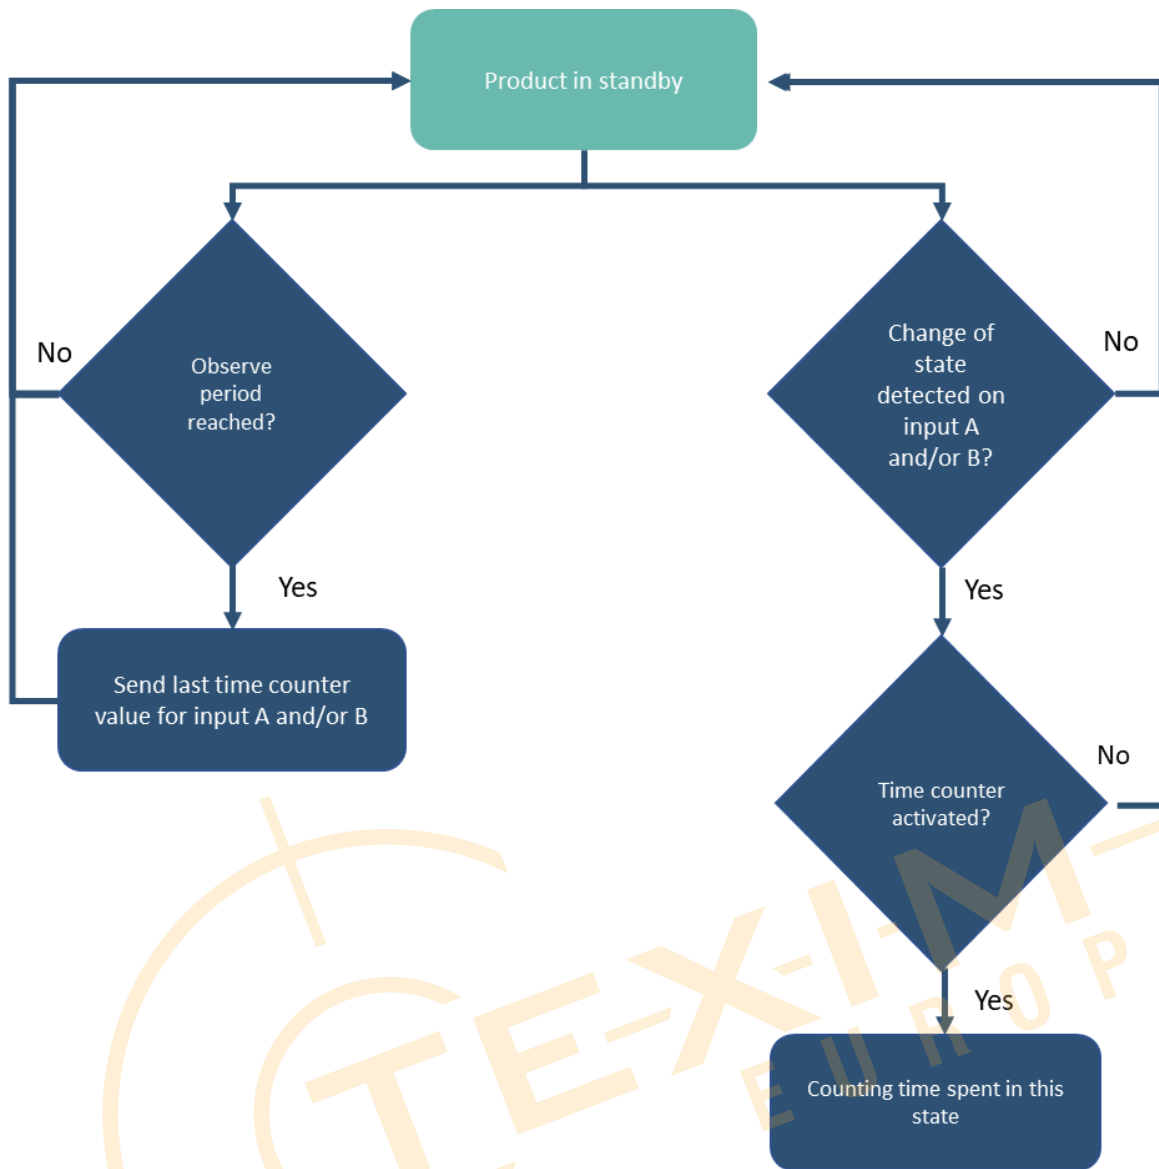 Product in standby
No
Observe
period
reached?
Change of
state
detected on
input A
and/or B?
No
Yes
Yes
Send last time counter
value for input A and/or B
No
Time counter
activated?
Yes
Counting time spent in this
state
TEXIM
EUROP